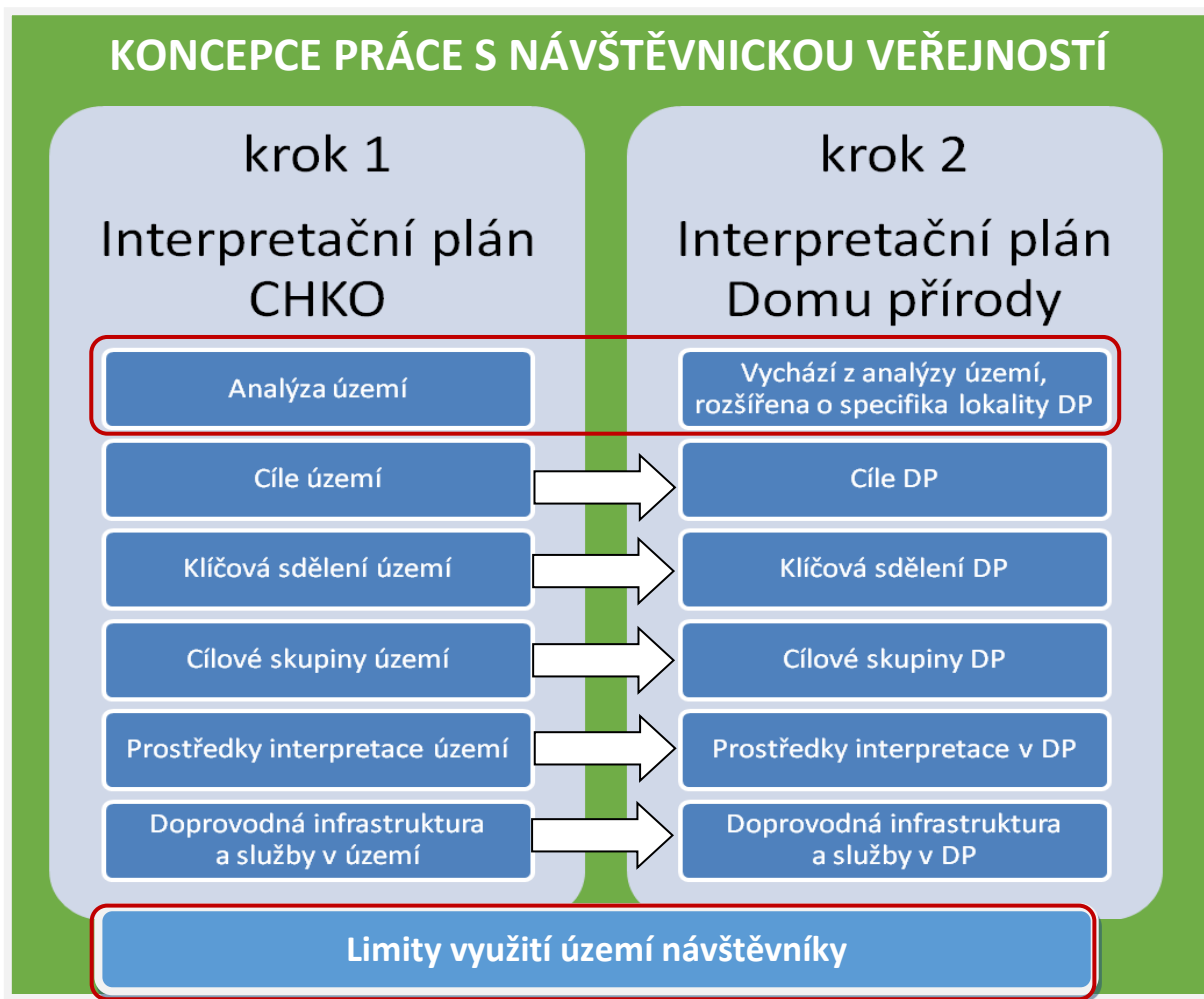 KONCEPCE PRÁCE S NÁVŠTĚVNICKOU VEŘEJNOSTÍ
krok 1
Interpretační plán
CHKO
Analýza území
Cíle území
Klíčová sdělení území
Cílové skupiny území
Prostředky interpretace území
Doprovodná infrastruktura
a služby v území
krok 2
Interpretační plán
Domu přírody
Vychází z analýzy území,
rozšířena o specifika lokality DP
Cíle DP
Klíčová sdělení DP
Cílové skupiny DP
Prostředky interpretace v DP
Doprovodná infrastruktura
a služby v DP
Limity využití území návštěvníky